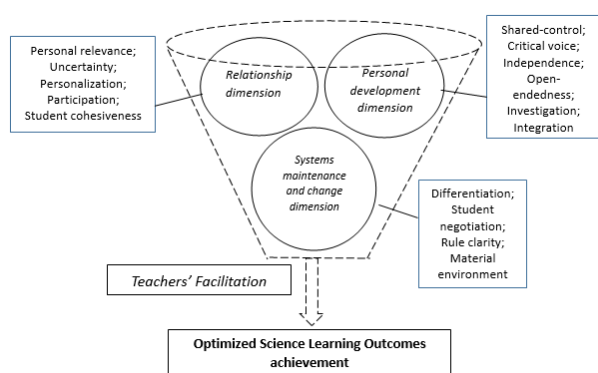 Personal relevance;
Uncertainty;
Personalization;
Participation;
Student cohesiveness
Relationship
dimension
Personal
development
dimension
Shared-control;
Critical voice;
Independence;
Open-
endedness;
Investigation;
Integration
Systems
maintenance
and change
dimension
Differentiation;
Student
negotiation;
Rule clarity;
Material
environment
Teachers' Facilitation
Optimized Science Learning Outcomes
achievement